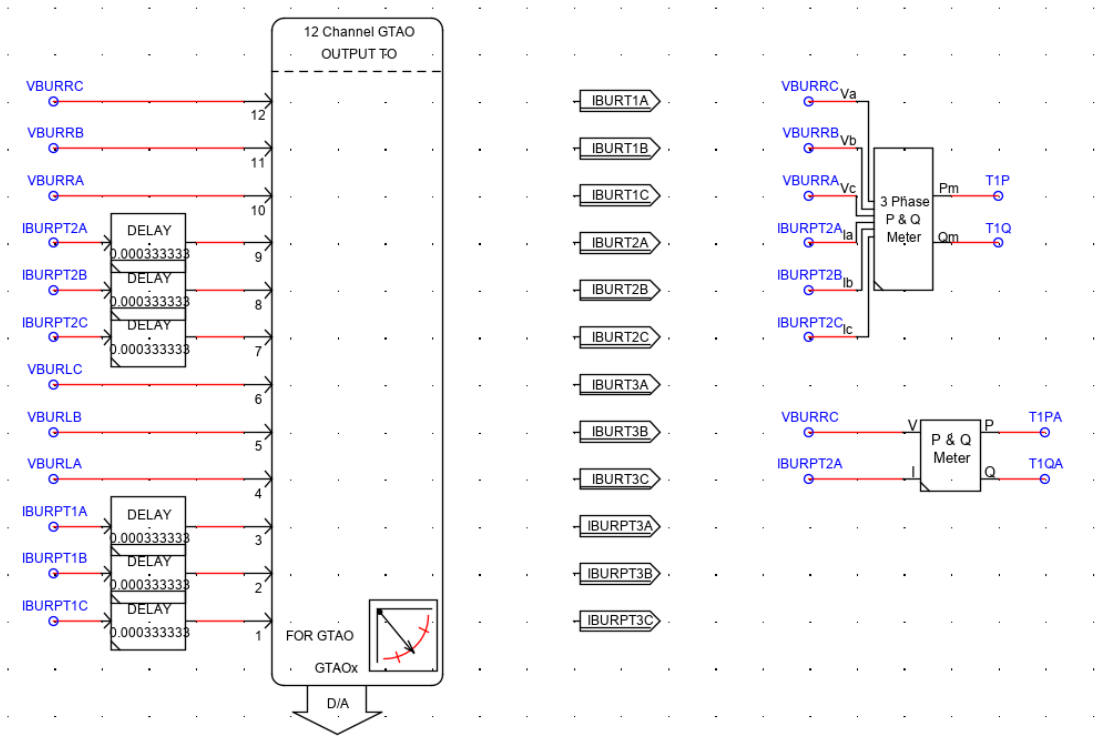 12 Channel GTAO
OUTPUT TO
VBURRC
12
VBURRB
11
VBURRA
10
IBURPT2A
DELAY
0.000333333
9
IBURPT2B
DELAY
0.000333333
8
IBURPT2C
DELAY
0.000333333
7
VBURLC
6
VBURLB
5
VBURLA
4
IBURPT1A
DELAY
0.000333333
3
IBURPT1B
DELAY
0.000333333
2
IBURPT1C
DELAY
0.000333333
1
FOR GTAO
GTAOx
D/A
IBURT1A
IBURT1B
IBURT1C
IBURT2A
IBURT2B
IBURT2C
IBURT3A
IBURT3B
IBURT3C
IBURPT3A
IBURPT3B
IBURPT3C
VBURRC
Va
VBURRB
Vb
VBURRA
Vc
IBURPT2A
Ia
IBURPT2B
Ib
IBURPT2C
Ic
3 Phase
P & Q
Meter
Pm
T1P
Qm
T1Q
VBURRC
V
IBURPT2A
I
P & Q
Meter
P
T1PA
Q
T1QA